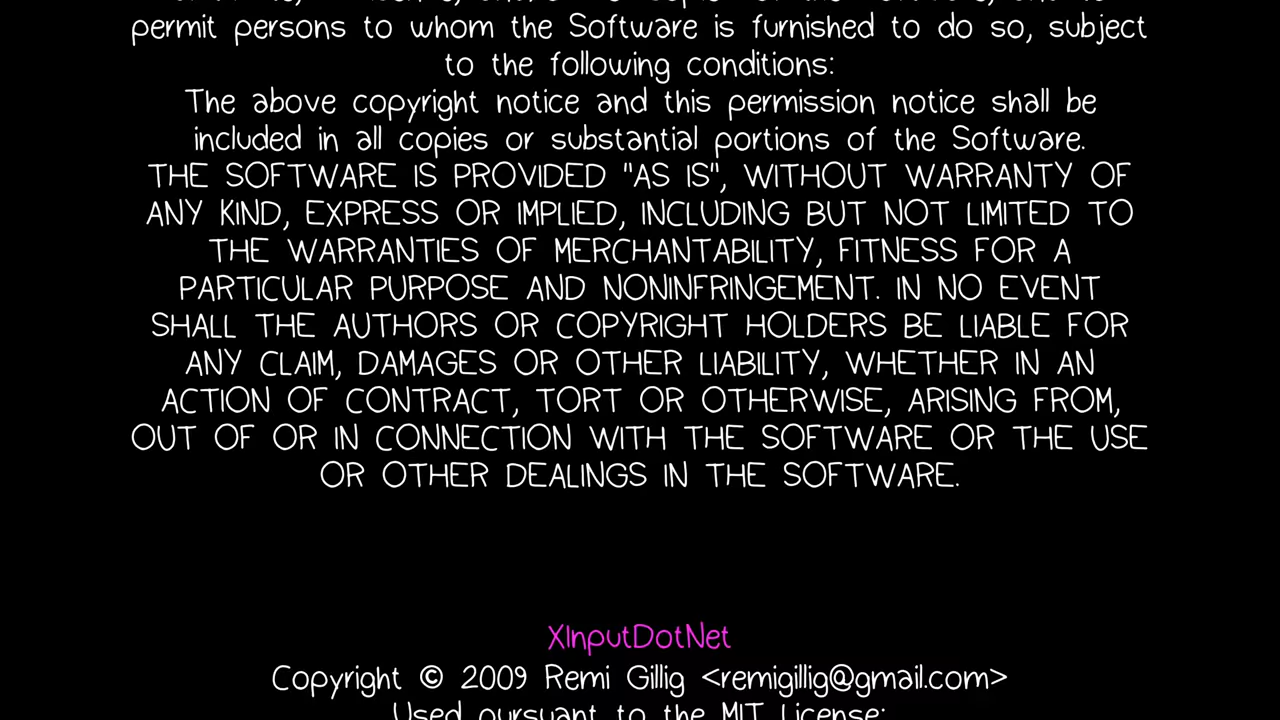 permit persons to whom the Software is furnished to do so, subject
to the following conditions:
The above copyright notice and this permission notice shall be
included in all copies or substantial portions of the Software.
THE SOFTWARE IS PROVIDED "AS IS", WITHOUT WARRANTY OF
ANY KIND, EXPRESS OR IMPLIED, INCLUDING BUT NOT LIMITED TO
THE WARRANTIES OF MERCHANTABILITY, FITNESS FOR A
PARTICULAR PURPOSE AND NONINFRINGEMENT. IN NO EVENT
SHALL THE AUTHORS OR COPYRIGHT HOLDERS BE LIABLE FOR
ANY CLAIM, DAMAGES OR OTHER LIABILITY, WHETHER IN AN
ACTION OF CONTRACT, TORT OR OTHERWISE, ARISING FROM,
OUT OF OR IN CONNECTION WITH THE SOFTWARE OR THE USE
OR OTHER DEALINGS IN THE SOFTWARE.
XInputDotNet
Copyright © 2009 Remi Gillig <remigillig@gmail.com>
Used pursuant to the MIT License: